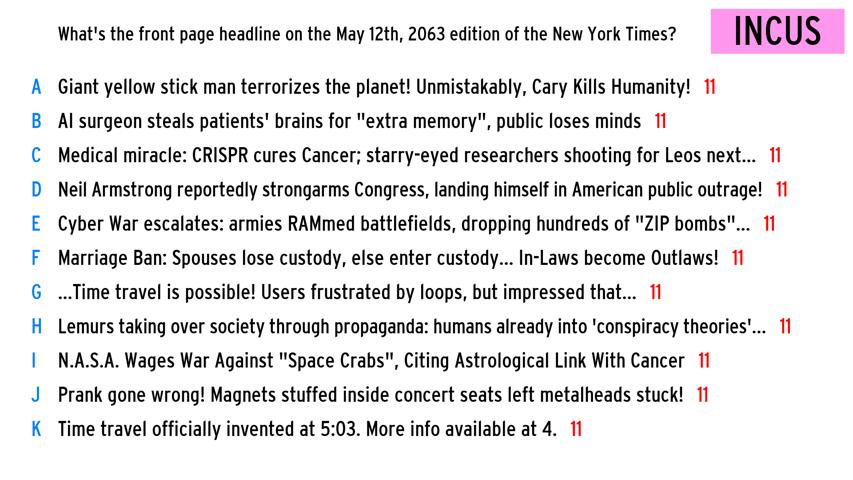 What's the front page headline on the May 12th, 2063 edition of the New York Times? INCUS
A Giant yellow stick man terrorizes the planet! Unmistakably, Cary Kills Humanity! 11
B AI surgeon steals patients' brains for "extra memory", public loses minds 11
C Medical miracle: CRISPR cures Cancer; starry-eyed researchers shooting for Leos next... 11
D Neil Armstrong reportedly strongarms Congress, landing himself in American public outrage! 11
E Cyber War escalates: armies RAMmed battlefields, dropping hundreds of "ZIP bombs"... 11
F Marriage Ban: Spouses lose custody, else enter custody... In-Laws become Outlaws! 11
G ...Time travel is possible! Users frustrated by loops, but impressed that... 11
H Lemurs taking over society through propaganda: humans already into 'conspiracy theories'... 11
I N.A.S.A. Wages War Against "Space Crabs", Citing Astrological Link With Cancer 11
J Prank gone wrong! Magnets stuffed inside concert seats left metalheads stuck! 11
K Time travel officially invented at 5:03. More info available at 4. 11